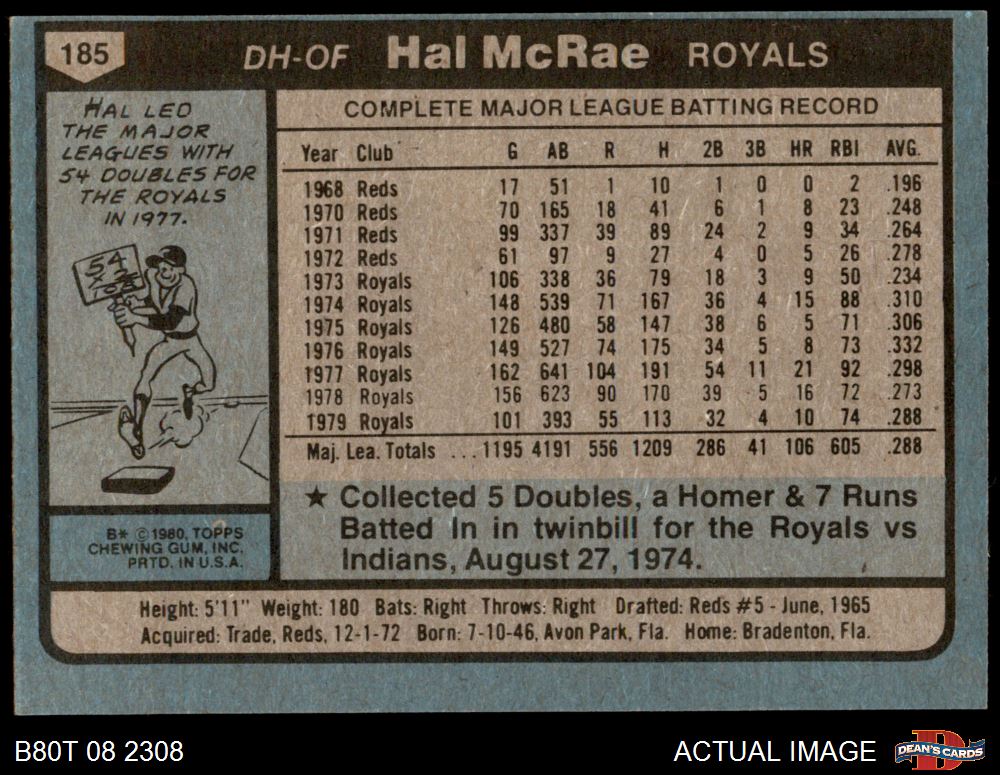 185 DH-OF Hal McRae ROYALS
HAL LED
THE MAJOR
LEAGUES WITH
54 DOUBLES FOR
THE ROYALS
IN 1977.
54
B* © 1980. TOPPS
CHEWING GUM, INC.
PRTD. IN U.S.A.
COMPLETE MAJOR LEAGUE BATTING RECORD
Year Club G AB R H 2B 3B HR RBI AVG.
1968 Reds 17 51 1 10 1 0 0 2 .196
1970 Reds 70 165 18 41 6 1 8 23 .248
1971 Reds 99 337 39 89 24 2 9 34 .264
1972 Reds 61 97 9 27 4 0 5 26 .278
1973 Royals 106 338 36 79 18 3 9 50 .234
1974 Royals 148 539 71 167 36 4 15 88 .310
1975 Royals 126 480 58 147 38 6 5 71 .306
1976 Royals 149 527 74 175 34 5 8 73 .332
1977 Royals 162 641 104 191 54 11 21 92 .298
1978 Royals 156 623 90 170 39 5 16 72 .273
1979 Royals 101 393 55 113 32 4 10 74 .288
Maj. Lea. Totals ... 1195 4191 556 1209 286 41 106 605 .288
★ Collected 5 Doubles, a Homer & 7 Runs
Batted In in twinbill for the Royals vs
Indians, August 27, 1974.
Height: 5'11" Weight: 180 Bats: Right Throws: Right Drafted: Reds #5 - June, 1965
Acquired: Trade, Reds, 12-1-72 Born: 7-10-46, Avon Park, Fla. Home: Bradenton, Fla.
B80T 08 2308
ACTUAL IMAGE
DEAN'S CARDS